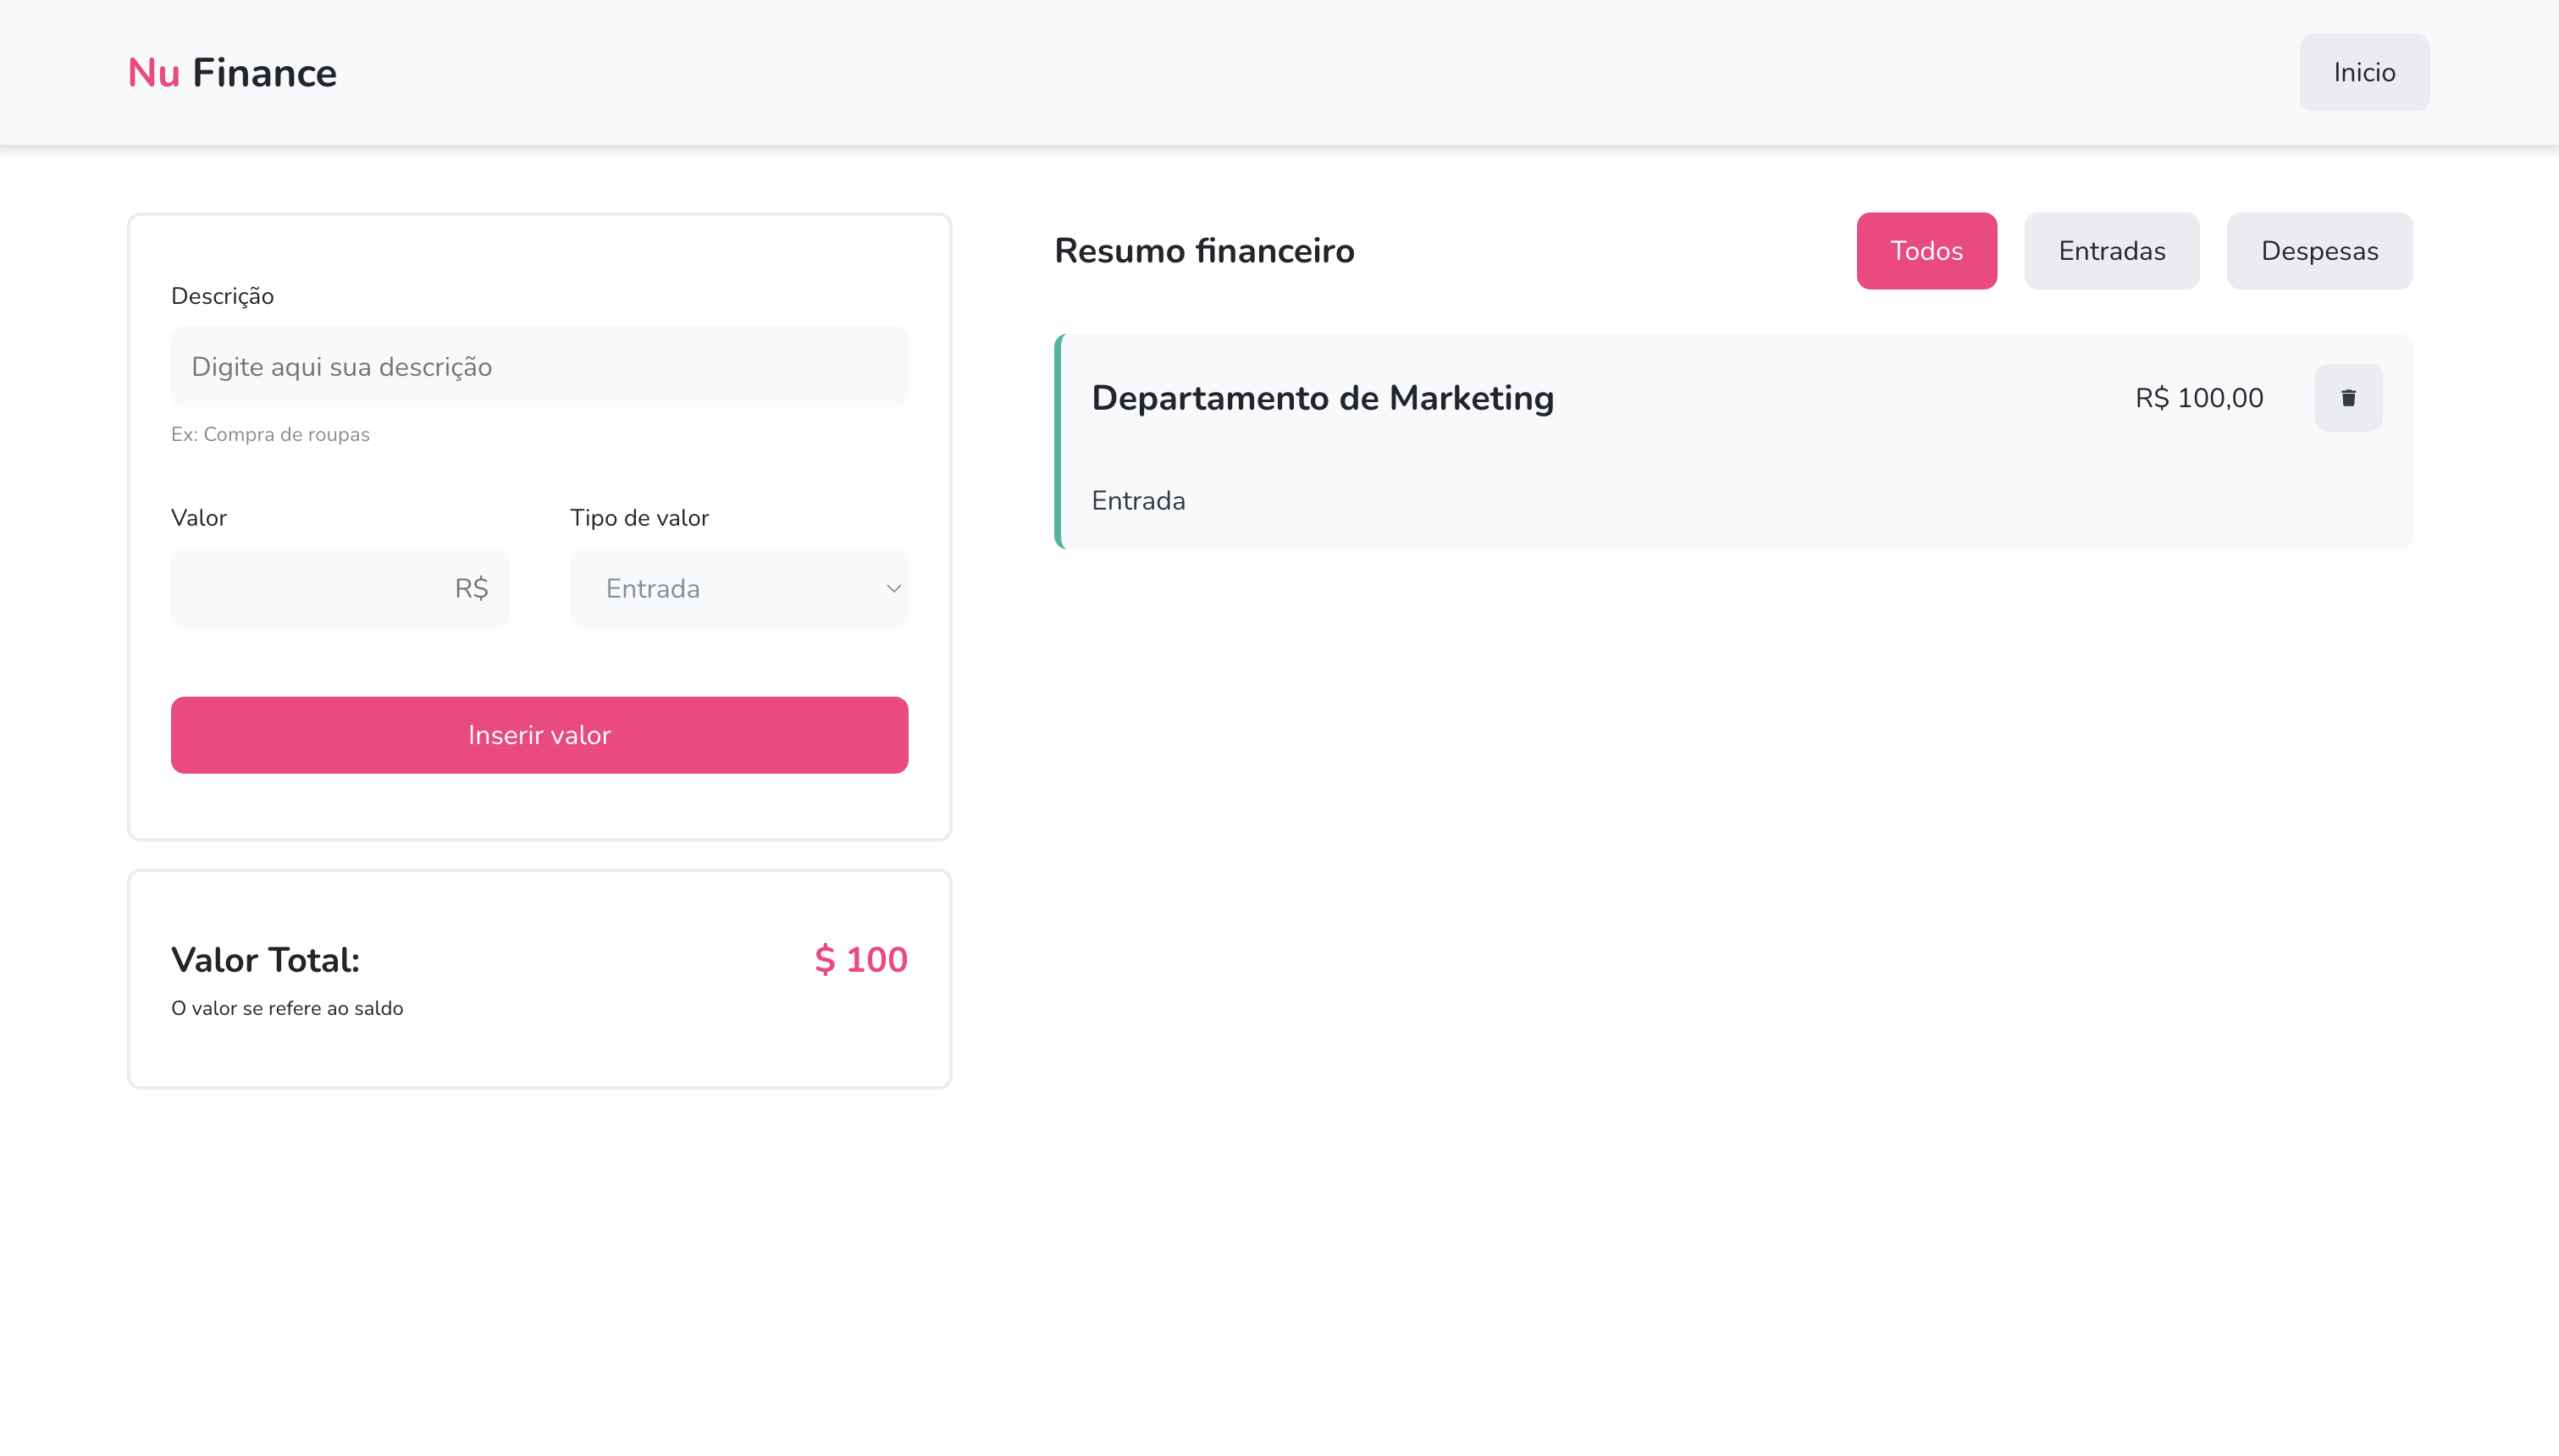 Nu Finance
Inicio
Descrição
Digite aqui sua descrição
Ex: Compra de roupas
Valor
Tipo de valor
R$
Entrada
Inserir valor
Valor Total:
$ 100
O valor se refere ao saldo
Resumo financeiro
Todos
Entradas
Despesas
Departamento de Marketing
R$ 100,00
Entrada